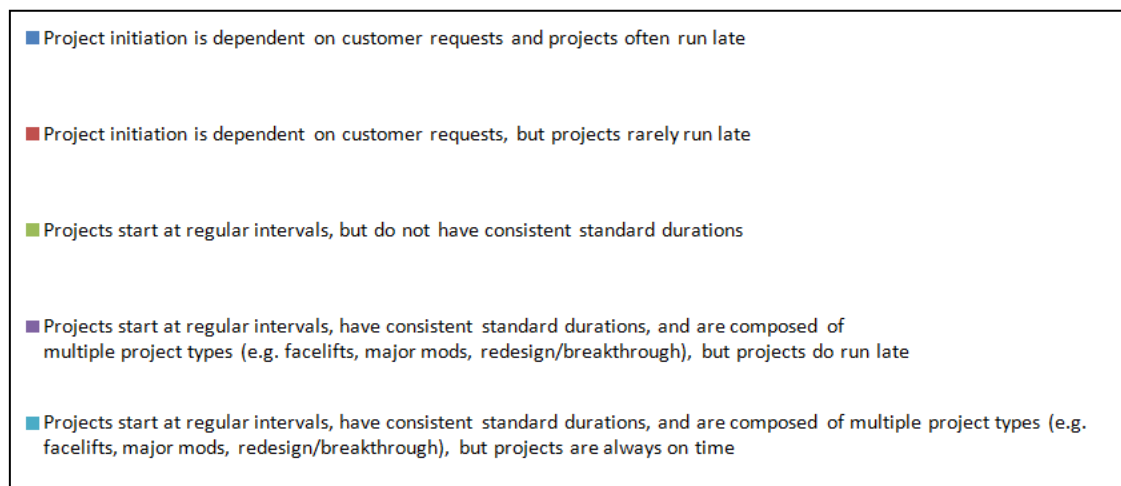 Project initiation is dependent on customer requests and projects often run late
Project initiation is dependent on customer requests, but projects rarely run late
Projects start at regular intervals, but do not have consistent standard durations
Projects start at regular intervals, have consistent standard durations, and are composed of
multiple project types (e.g. facelifts, major mods, redesign/breakthrough), but projects do run late
Projects start at regular intervals, have consistent standard durations, and are composed of multiple project types (e.g.
facelifts, major mods, redesign/breakthrough), but projects are always on time